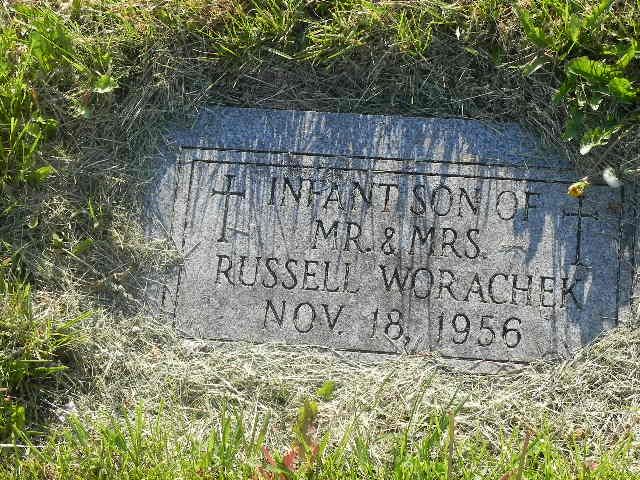 INFANT SON OF
MR. & MRS.
RUSSELL WORACHEK
NOV. 18, 1956